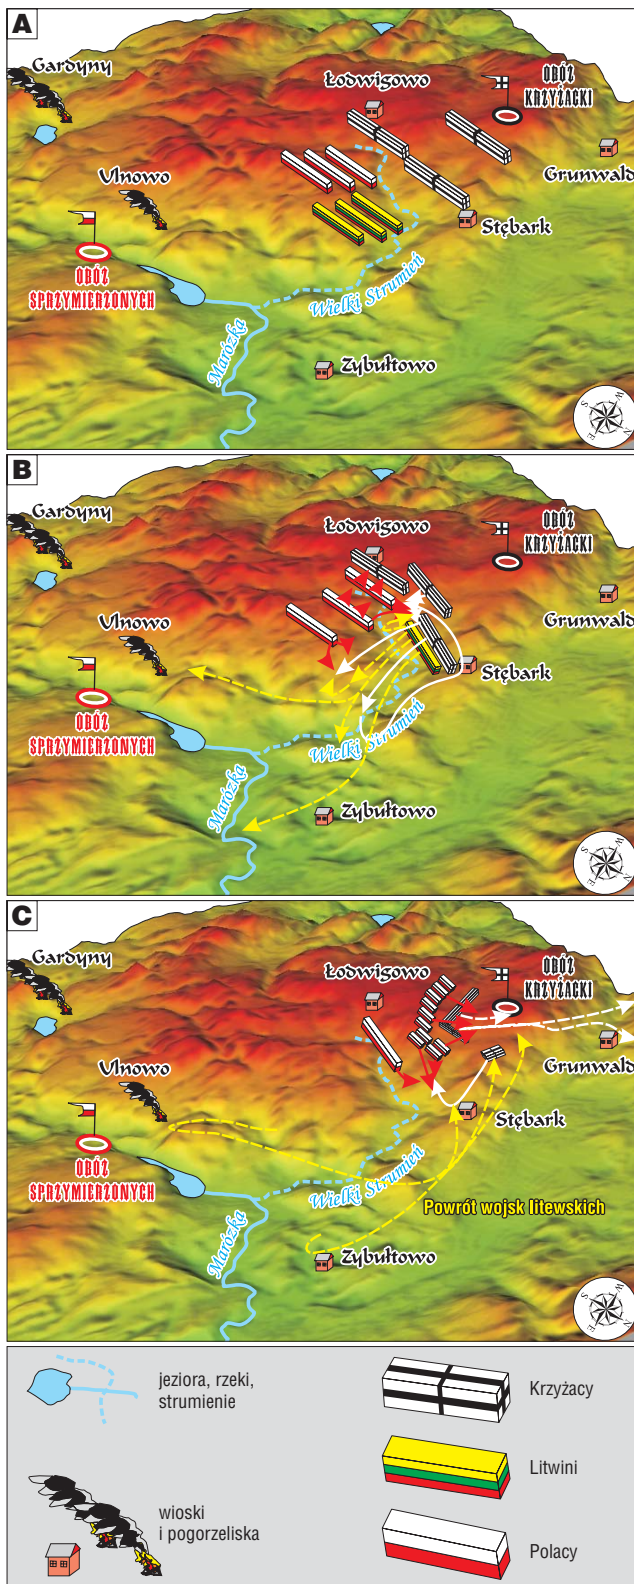 A
Gardyny
Łodwigowo
OBÓZ
KRZYŻACKI
Grunwald
Ulnowo
Stębark
OBÓZ
SPRZYMIERZONYCH
Wielki Strumień
Marózka
Zybułtowo
W
S
N
E
B
Gardyny
Łodwigowo
OBÓZ
KRZYŻACKI
Grunwald
Ulnowo
Stębark
OBÓZ
SPRZYMIERZONYCH
Wielki Strumień
Marózka
Zybułtowo
W
S
N
E
C
Gardyny
Łodwigowo
OBÓZ
KRZYŻACKI
Grunwald
Ulnowo
Stębark
OBÓZ
SPRZYMIERZONYCH
Wielki Strumień
Powrót wojsk litewskich
Marózka
Zybułtowo
W
S
N
E
jeziora, rzeki,
strumienie
Krzyżacy
Litwini
wioski
i pogorzeliska
Polacy